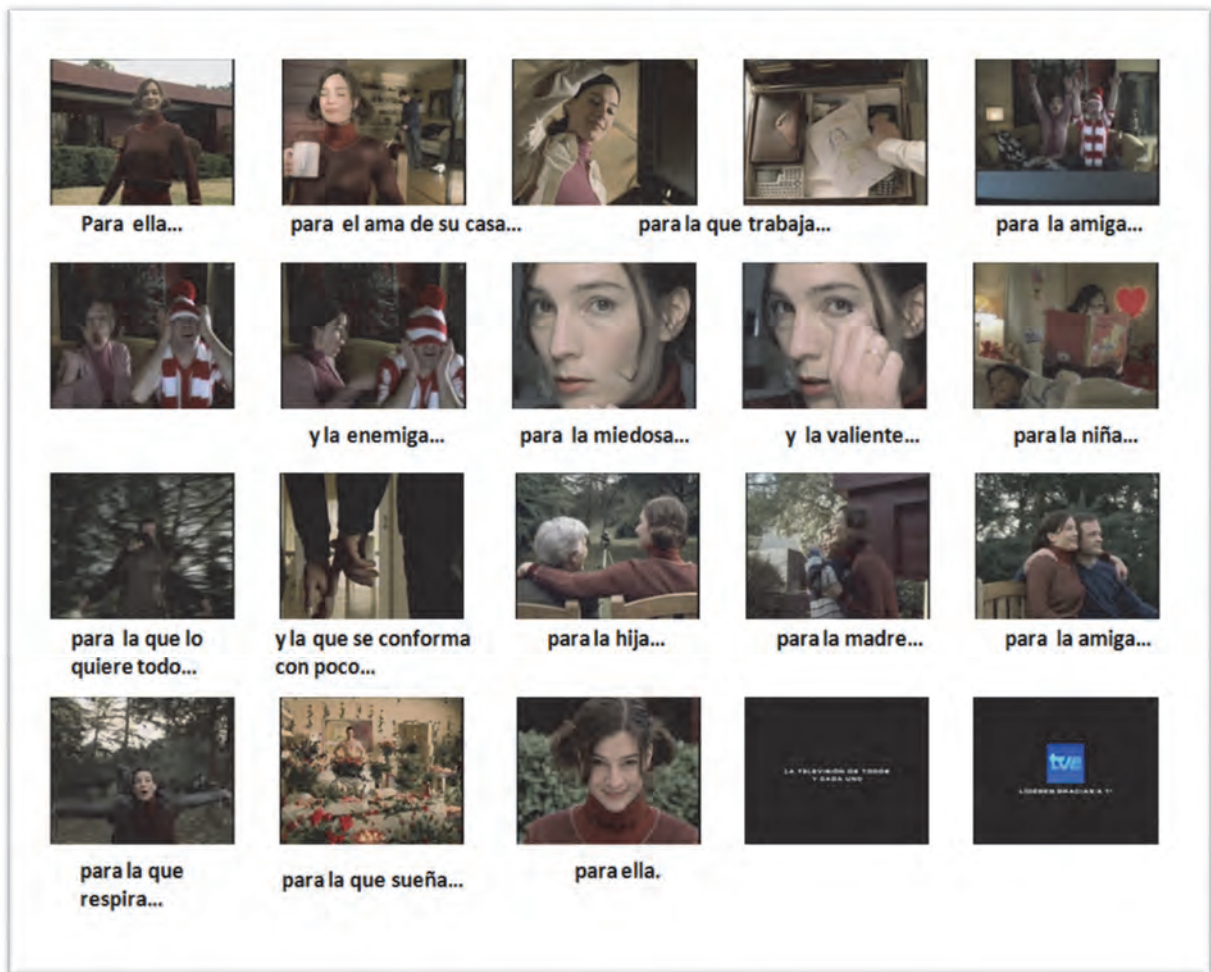 Para ella...
para el ama de su casa...
para la que trabaja...
para la amiga...
y la enemiga...
para la miedosa...
y la valiente...
para la niña...
para la que lo
quiere todo...
y la que se conforma
con poco...
para la hija...
para la madre...
para la amiga...
para la que
respira...
para la que sueña...
para ella.
LA TELEVISIÓN DE TODOS
Y CADA UNO
tve
LÍDERES GRACIAS A